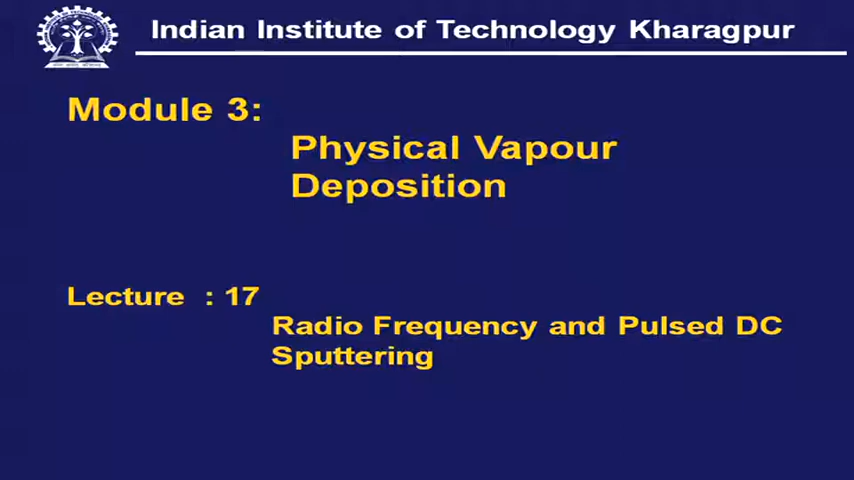 Indian Institute of Technology Kharagpur
Module 3:
Physical Vapour
Deposition
Lecture : 17
Radio Frequency and Pulsed DC
Sputtering